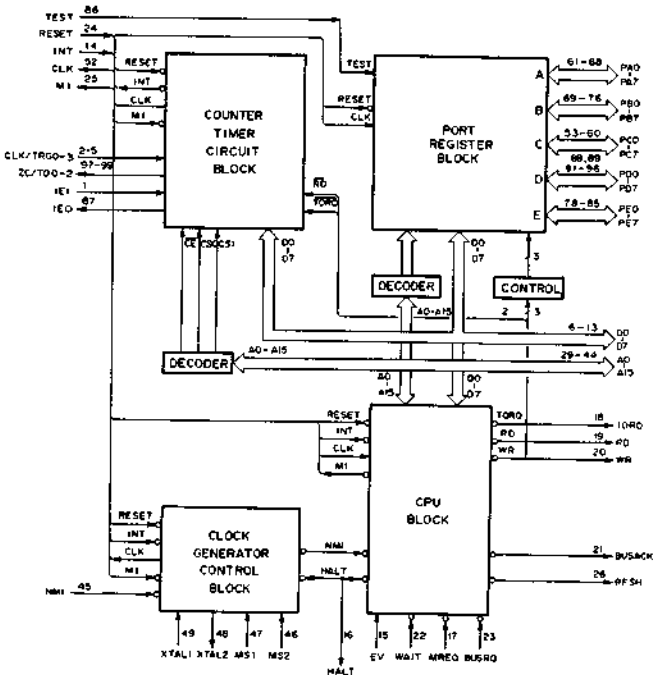 TEST 86
RESET 24
INT 14
CLK 52
M1 25
CLK/TRG0-3 2-5
ZC/TO0-2 97-99
IEI 1
IEO 87
RESET
INT
CLK
M1
COUNTER
TIMER
CIRCUIT
BLOCK
CE (CS0CS1
D0
D7
RD
IORQ
TEST
RESET
CLK
PORT
REGISTER
BLOCK
A 61-68 PA0
PA7
B 69-76 PB0
PB7
C 53-60 PC0
PC7
88,89
D 91-96 PD0
PD7
E 78-85 PE0
PE7
D0
D7
3
DECODER
CONTROL
A0-A15
2
3
6-13 D0
D7
DECODER
A0-A15
29-44 A0
A15
A0
A15
D0
D7
RESET
INT
CLK
M1
CPU
BLOCK
IORQ 18 IORQ
RD 19 RD
WR 20 WR
21 BUSACK
26 RFSH
RESET
INT
CLK
M1
NMI 45
CLOCK
GENERATOR
CONTROL
BLOCK
NMI
HALT
49 48 47 46
XTAL1 XTAL2 MS1 MS2
16
HALT
15 22 17 23
EV WAIT MREQ BUSRQ